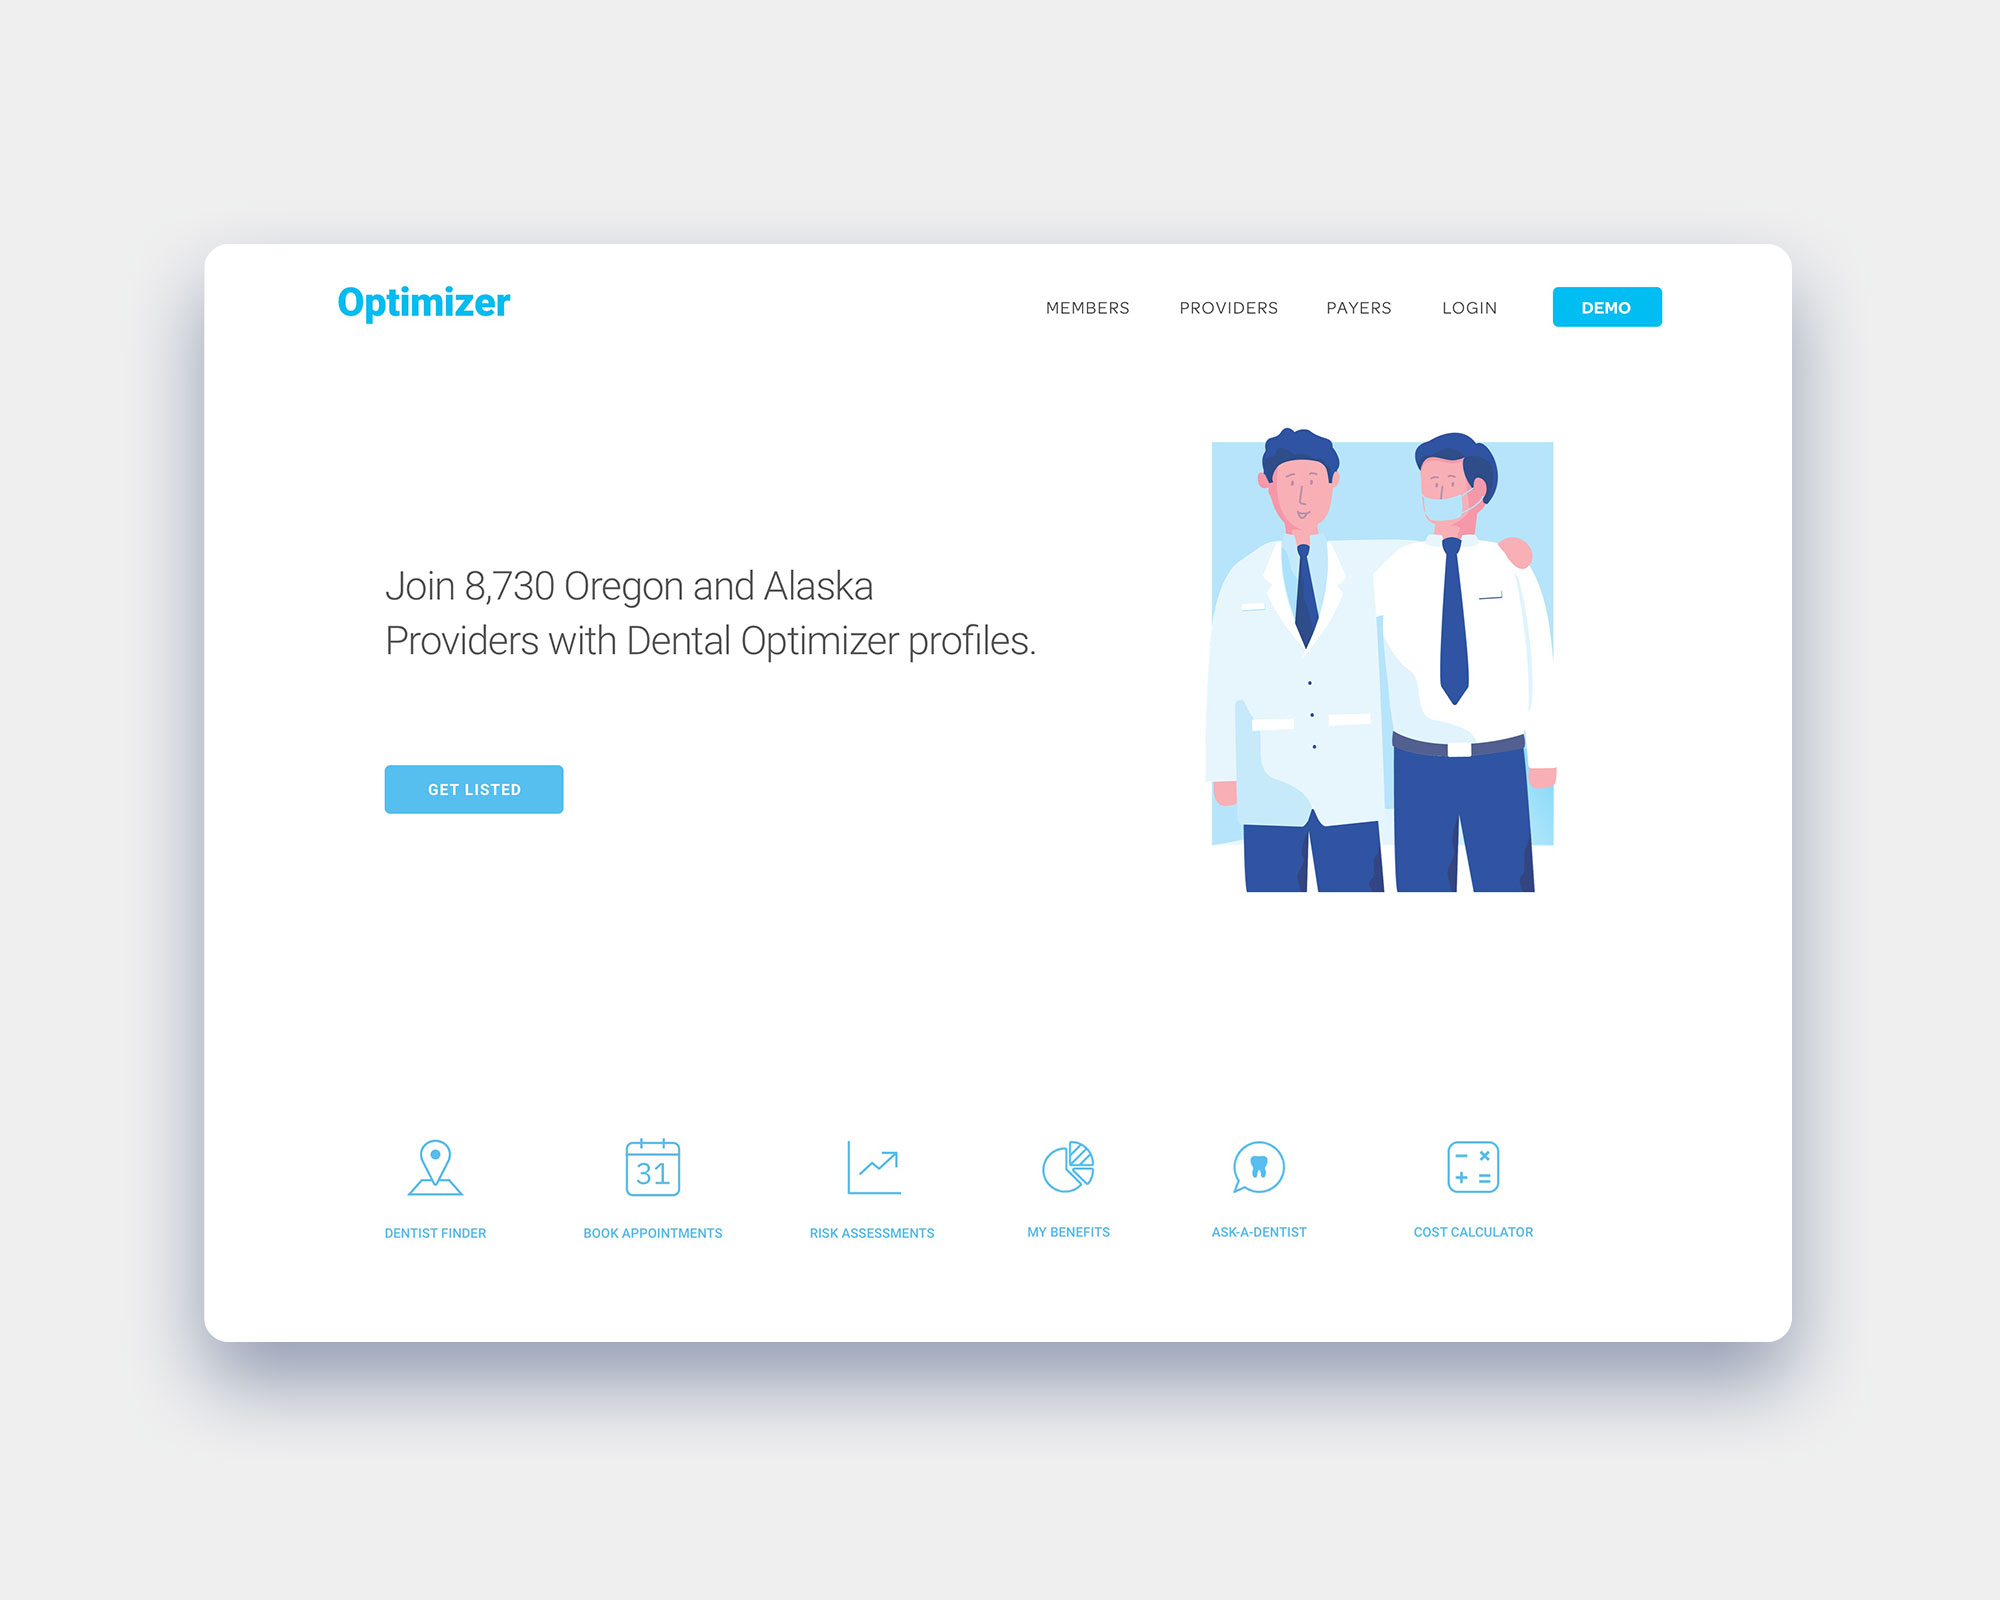 Optimizer
MEMBERS PROVIDERS PAYERS LOGIN DEMO
Join 8,730 Oregon and Alaska
Providers with Dental Optimizer profiles.
GET LISTED
31
DENTIST FINDER BOOK APPOINTMENTS RISK ASSESSMENTS MY BENEFITS ASK-A-DENTIST COST CALCULATOR